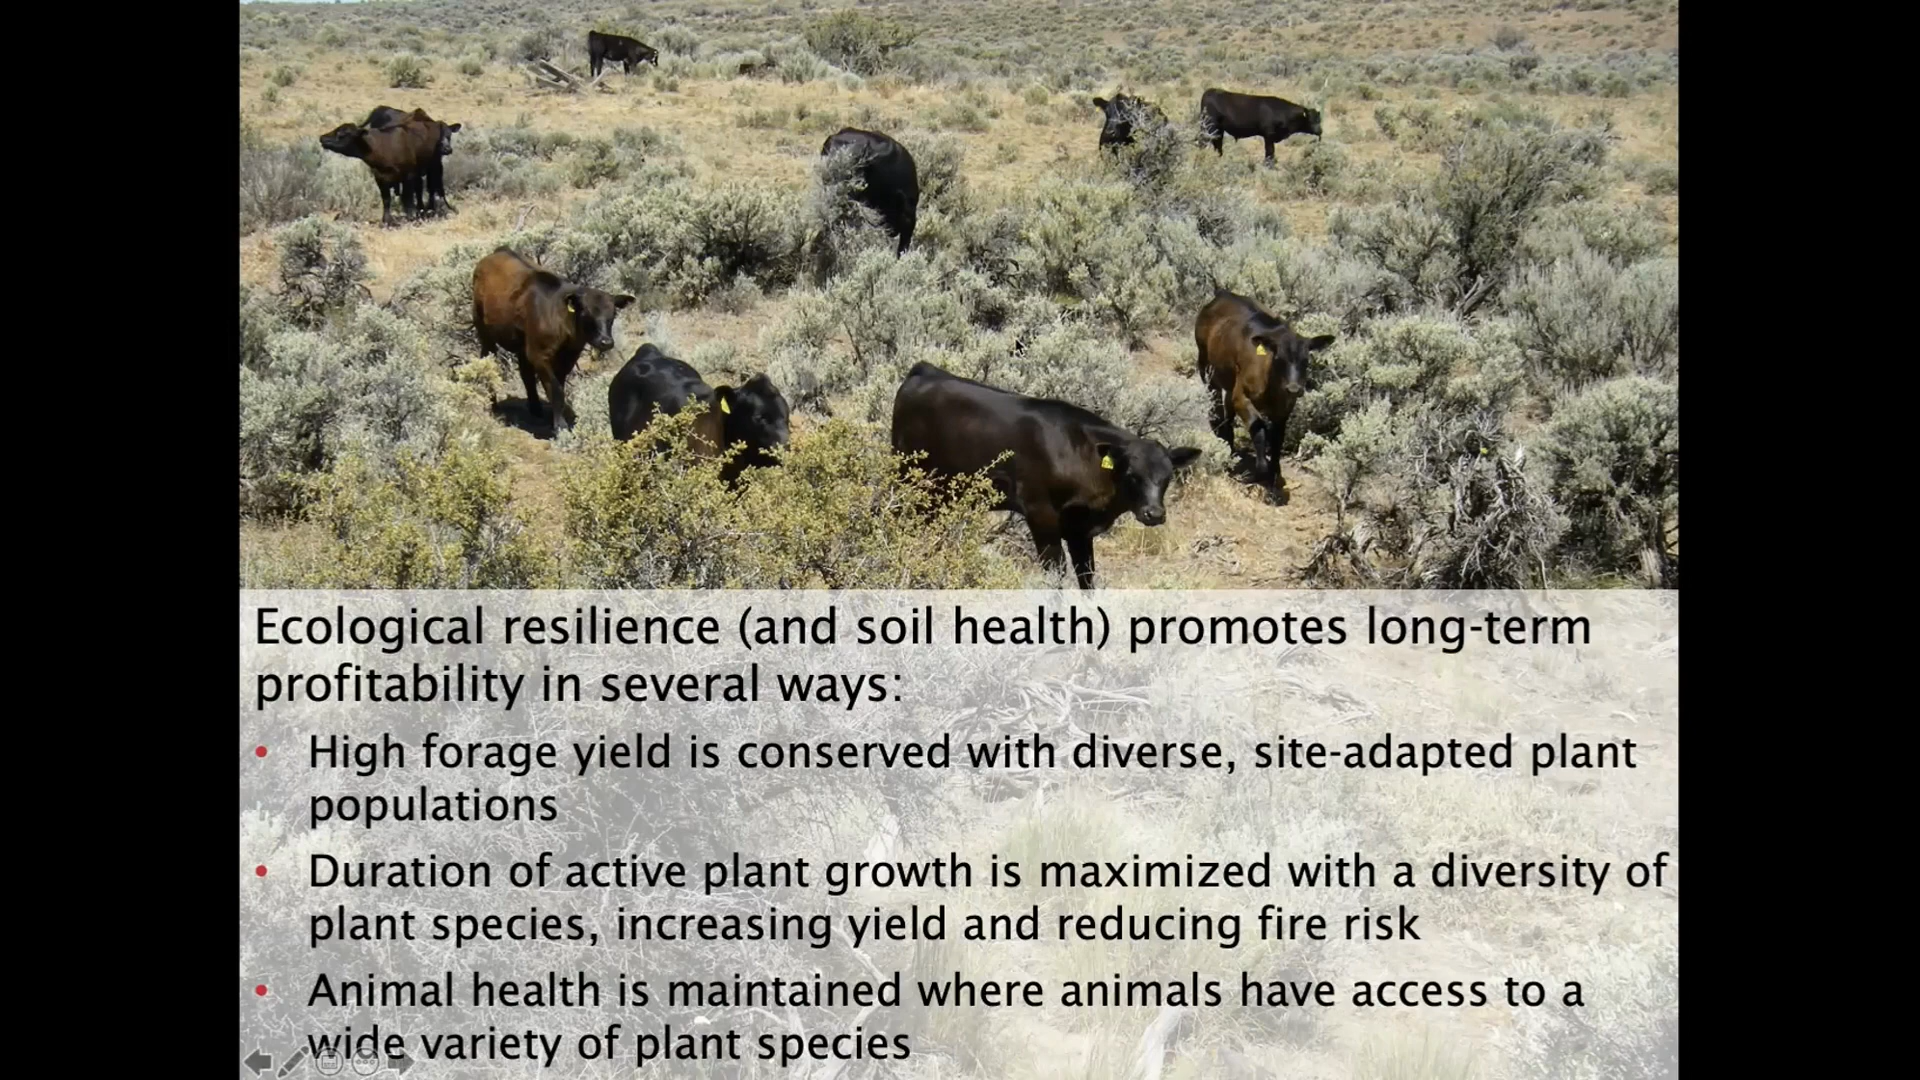 Ecological resilience (and soil health) promotes long-term
profitability in several ways:
• High forage yield is conserved with diverse, site-adapted plant
populations
• Duration of active plant growth is maximized with a diversity of
plant species, increasing yield and reducing fire risk
• Animal health is maintained where animals have access to a
wide variety of plant species